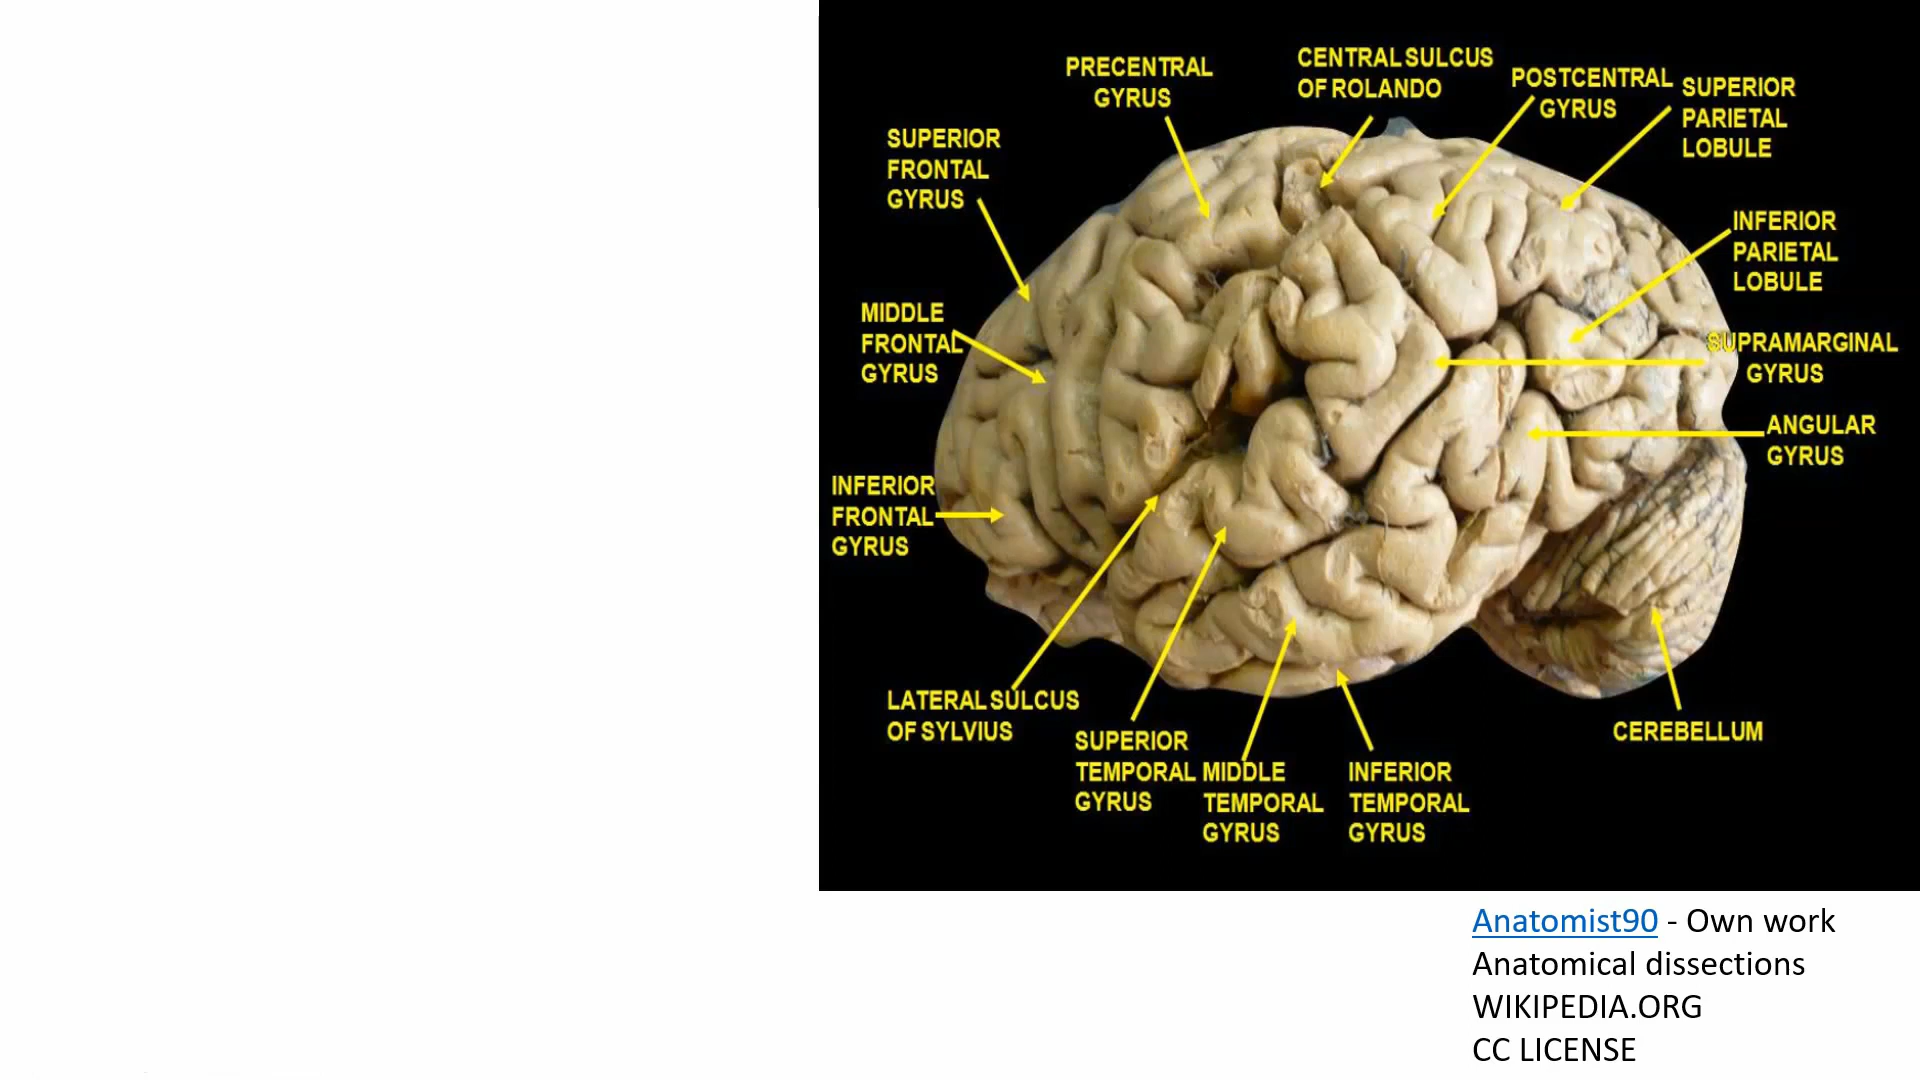 PRECENTRAL
GYRUS
CENTRAL SULCUS
OF ROLANDO
POSTCENTRAL
GYRUS
SUPERIOR
PARIETAL
LOBULE
SUPERIOR
FRONTAL
GYRUS
INFERIOR
PARIETAL
LOBULE
MIDDLE
FRONTAL
GYRUS
SUPRAMARGINAL
GYRUS
ANGULAR
GYRUS
INFERIOR
FRONTAL
GYRUS
LATERAL SULCUS
OF SYLVIUS
SUPERIOR
TEMPORAL
GYRUS
MIDDLE
TEMPORAL
GYRUS
INFERIOR
TEMPORAL
GYRUS
CEREBELLUM
Anatomist90 - Own work
Anatomical dissections
WIKIPEDIA.ORG
CC LICENSE